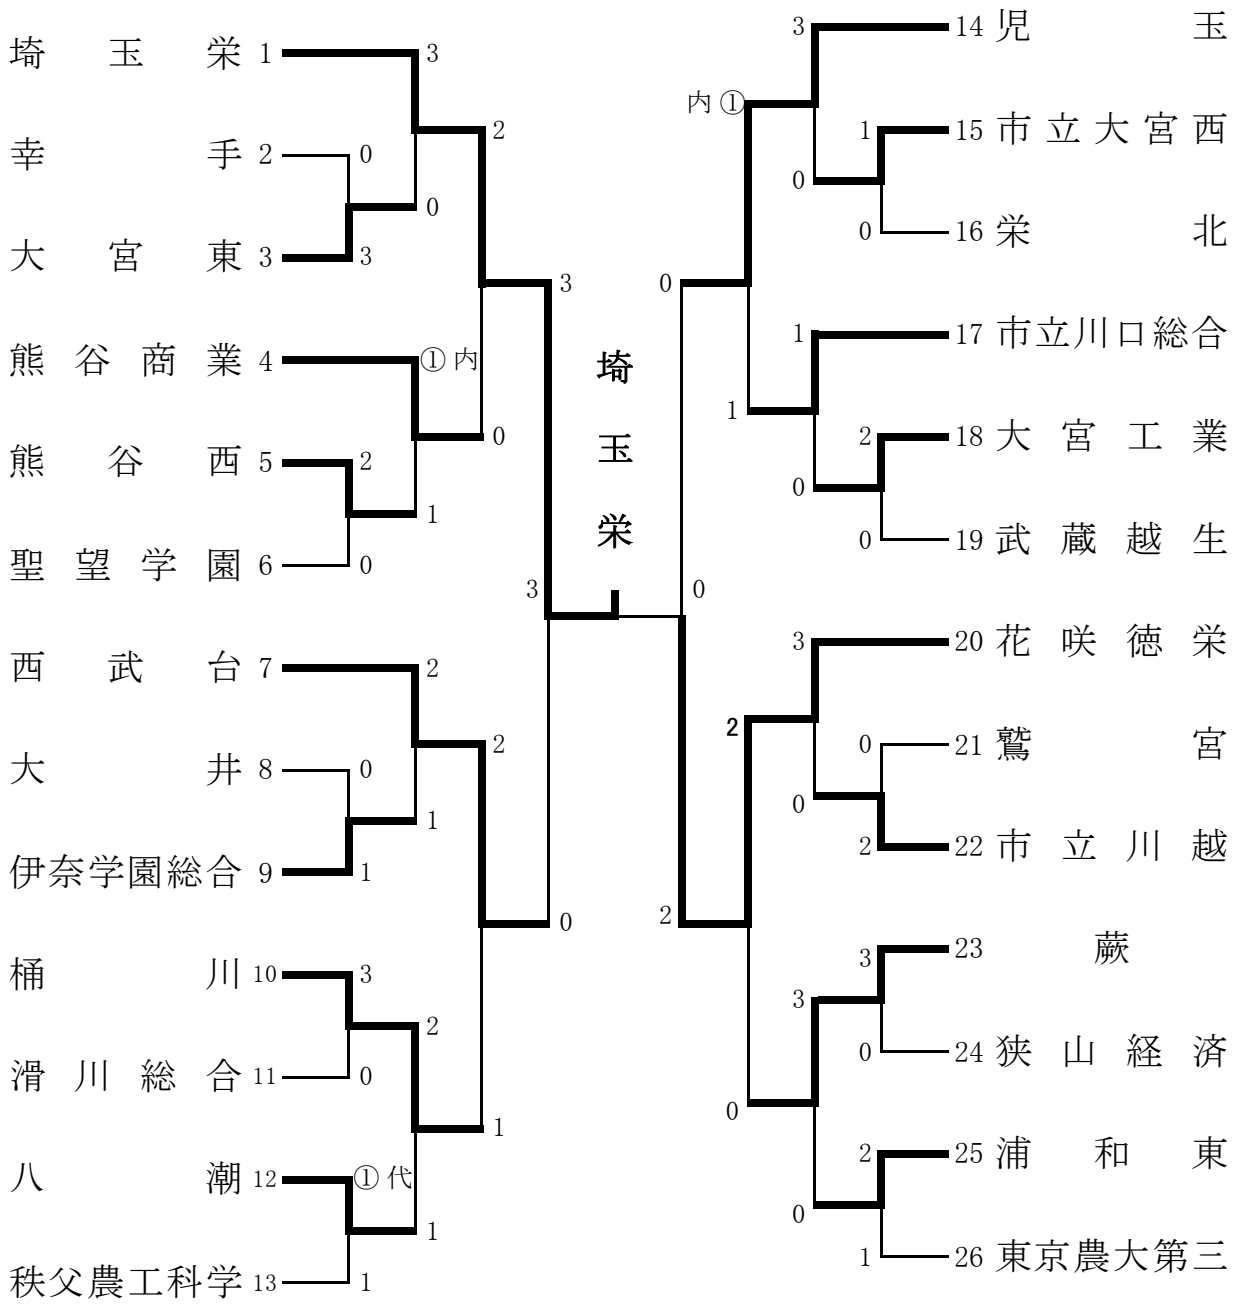 埼玉栄 1
3
2
幸手 2
0
0
大宮東 3
3
3
熊谷商業 4
①内
0
熊谷西 5
2
1
聖望学園 6
0
3
西武台 7
2
2
大井 8
0
1
伊奈学園総合 9
1
0
桶川 10
3
2
滑川総合 11
0
1
八潮 12
①代
1
秩父農工科学 13
1
埼玉栄
3
14 児玉
内①
1
15 市立大宮西
0
0
16 栄北
0
1
17 市立川口総合
1
2
18 大宮工業
0
0
19 武蔵越生
0
3
20 花咲徳栄
2
0
21 鷲宮
0
2
22 市立川越
2
3
23 蕨
3
0
24 狭山経済
0
2
25 浦和東
0
1
26 東京農大第三